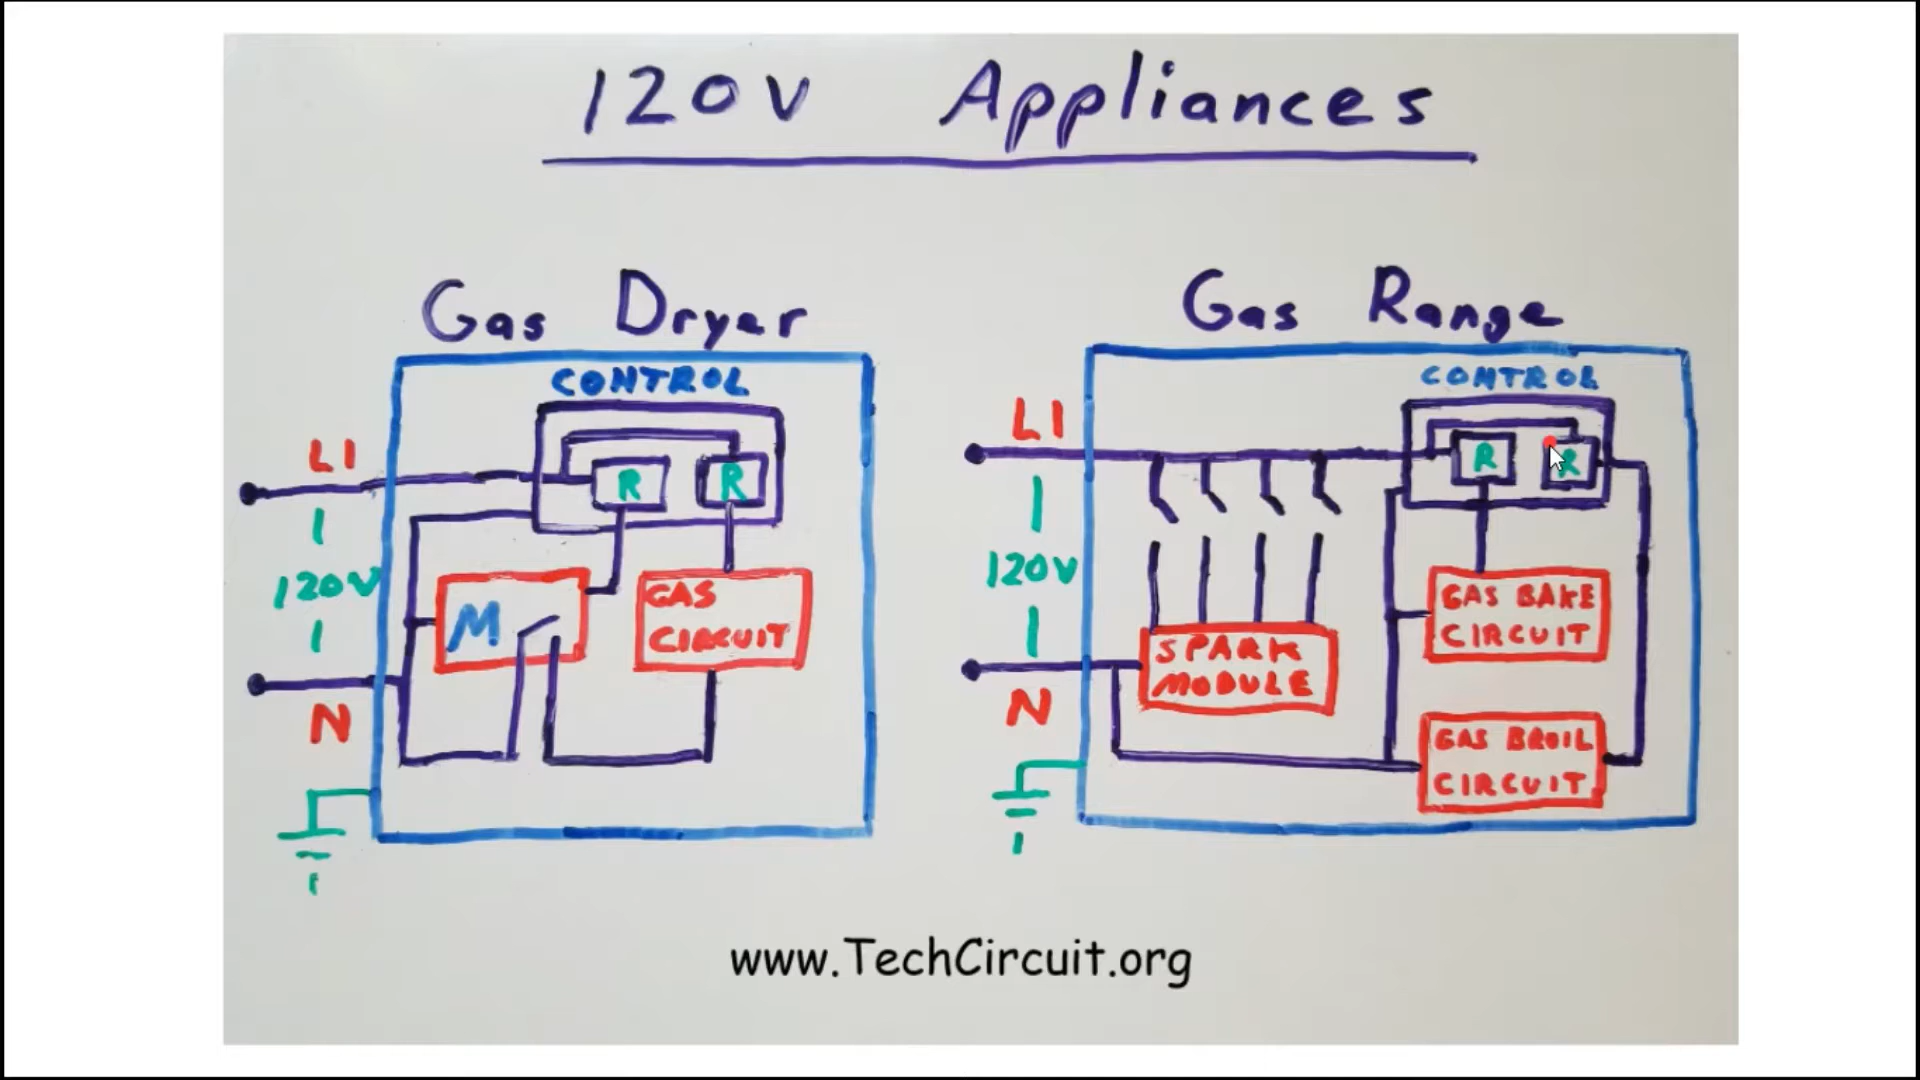 120V Appliances
Gas Dryer
CONTROL
L1
R R
120V
M
GAS
CIRCUIT
N
Gas Range
CONTROL
L1
R R
120V
GAS BAKE
CIRCUIT
SPARK
MODULE
N
GAS BROIL
CIRCUIT
www.TechCircuit.org